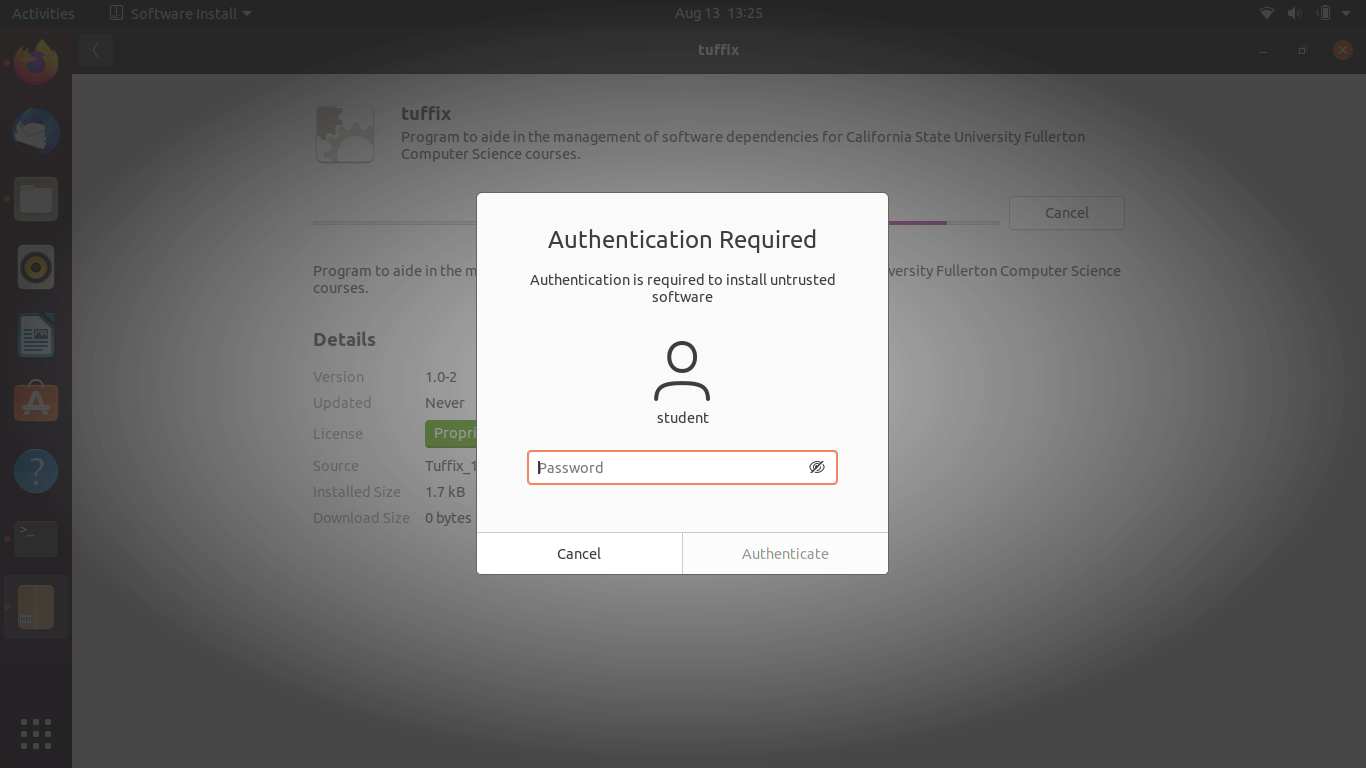 Activities
Software Install
Aug 13 13:25
tuffix
tuffix
Program to aide in the management of software dependencies for California State University Fullerton
Computer Science courses.
Cancel
Program to aide in the m
versity Fullerton Computer Science
courses.
Details
Version 1.0-2
Updated Never
License Propri
Source Tuffix_1
Installed Size 1.7 kB
Download Size 0 bytes
Authentication Required
Authentication is required to install untrusted
software
student
Password
Cancel
Authenticate